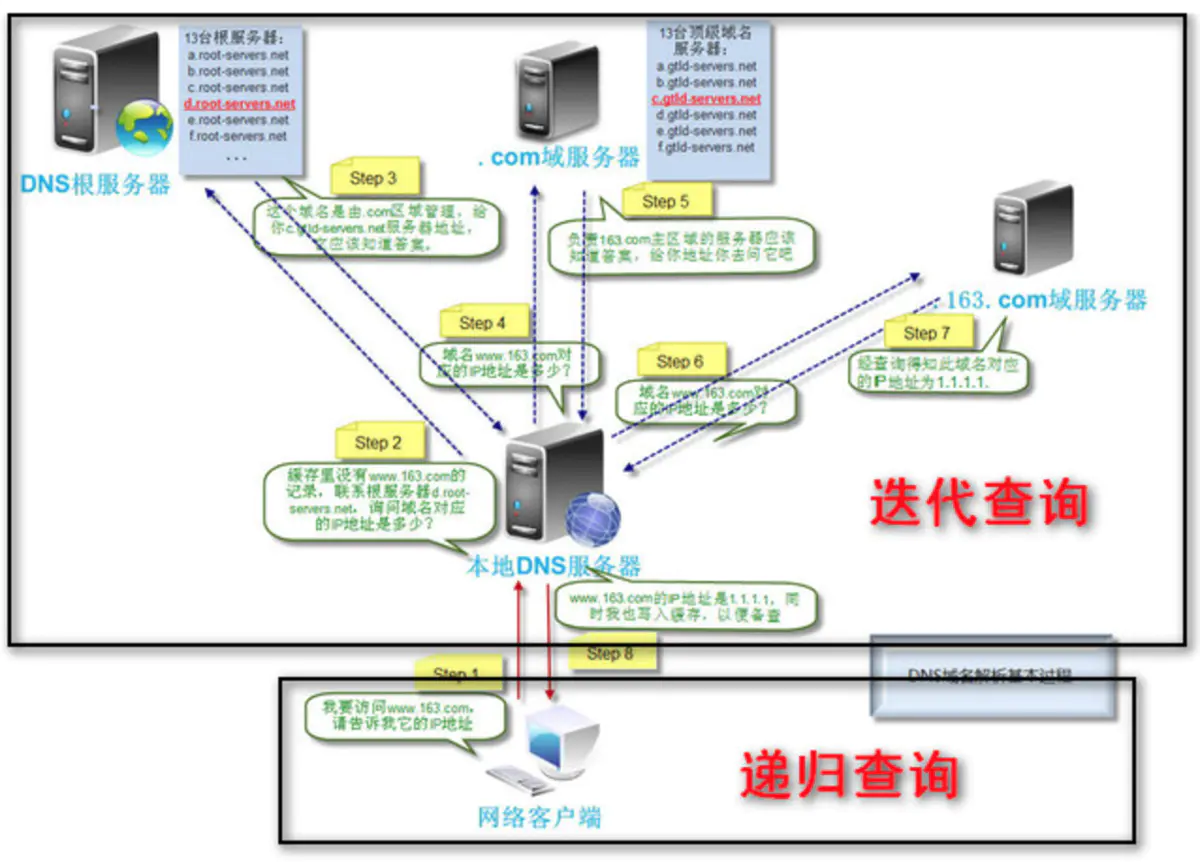 13台根服务器：
a.root-servers.net
b.root-servers.net
c.root-servers.net
d.root-servers.net
e.root-servers.net
f.root-servers.net
...
DNS根服务器
13台顶级域名
服务器：
a.gtld-servers.net
b.gtld-servers.net
c.gtld-servers.net
d.gtld-servers.net
e.gtld-servers.net
f.gtld-servers.net
.com域服务器
Step 3
这个域名是由.com区域管理，给
你c.gtld-servers.net服务器地址，
它应该知道答案。
Step 5
负责163.com主区域的服务器应该
知道答案，给你地址你去问它吧
.163.com域服务器
Step 4
域名www.163.com对
应的IP地址是多少？
Step 6
域名www.163.com对
应的IP地址是多少？
Step 7
经查询得知此域名对应
的IP地址为1.1.1.1.
Step 2
缓存里没有www.163.com的
记录，联系根服务器d.root-
servers.net，询问域名对应
的IP地址是多少？
迭代查询
本地DNS服务器
www.163.com的IP地址是1.1.1.1，同
时我也写入缓存，以便备查
Step 8
Step 1
DNS域名解析基本过程
我要访问www.163.com，
请告诉我它的IP地址
递归查询
网络客户端